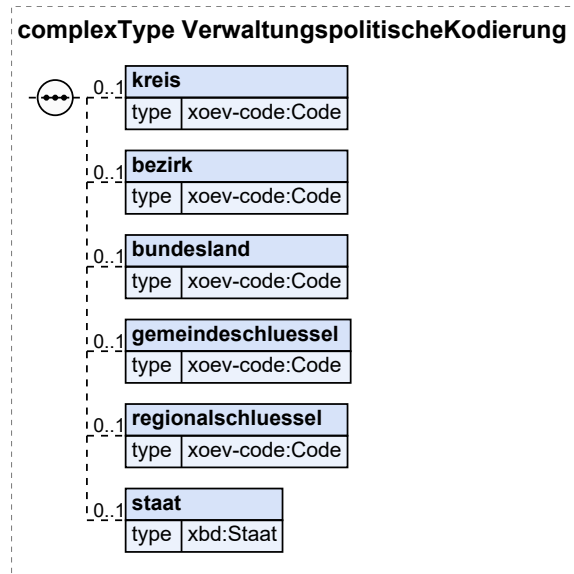 complexType VerwaltungspolitischeKodierung
0..1 kreis
type xoev-code:Code
0..1 bezirk
type xoev-code:Code
0..1 bundesland
type xoev-code:Code
0..1 gemeindeschluessel
type xoev-code:Code
0..1 regionalschluessel
type xoev-code:Code
0..1 staat
type xbd:Staat